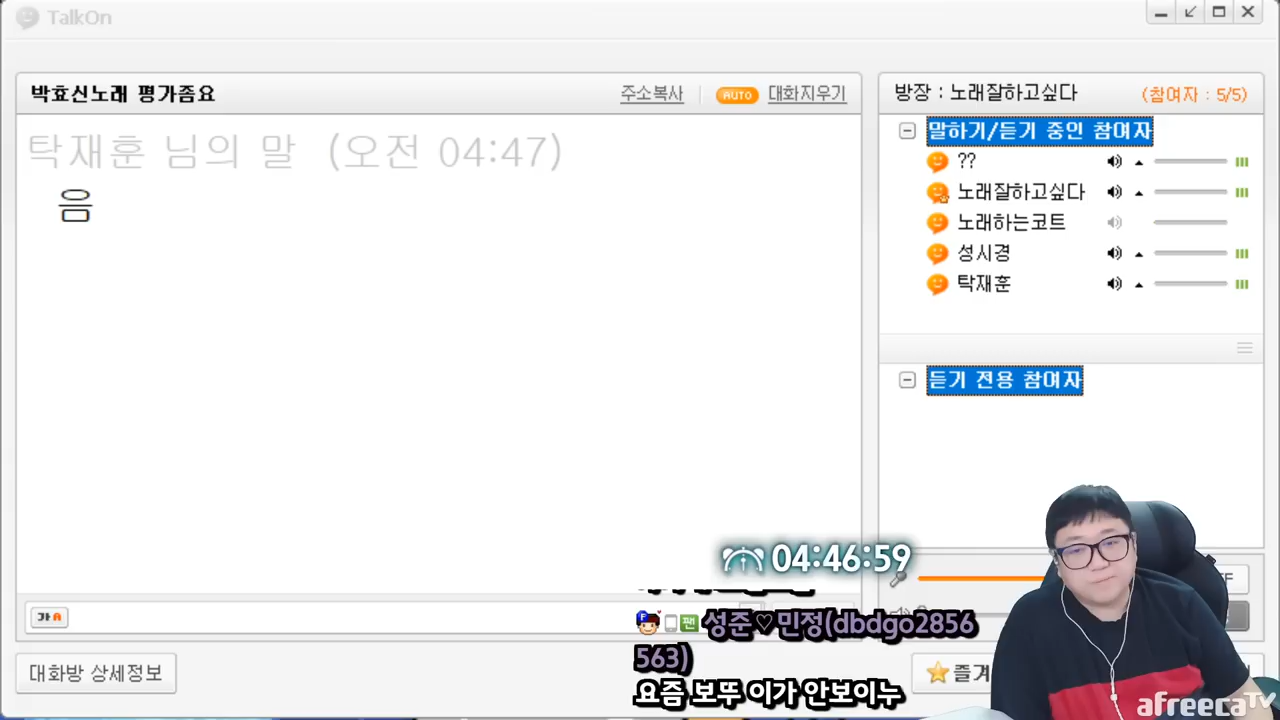 TalkOn
박효신노래 평가좀요
주소복사
AUTO
대화지우기
탁재훈 님의 말 (오전 04:47)
음
방장 : 노래잘하고싶다
(참여자 : 5/5)
말하기/듣기 중인 참여자
??
노래잘하고싶다
노래하는코트
성시경
탁재훈
듣기 전용 참여자
04:46:59
가
팬 성준♡민정(dbdgo2856
563)
요즘 보뚜 이가 안보이누
대화방 상세정보
즐겨
afreecaTV